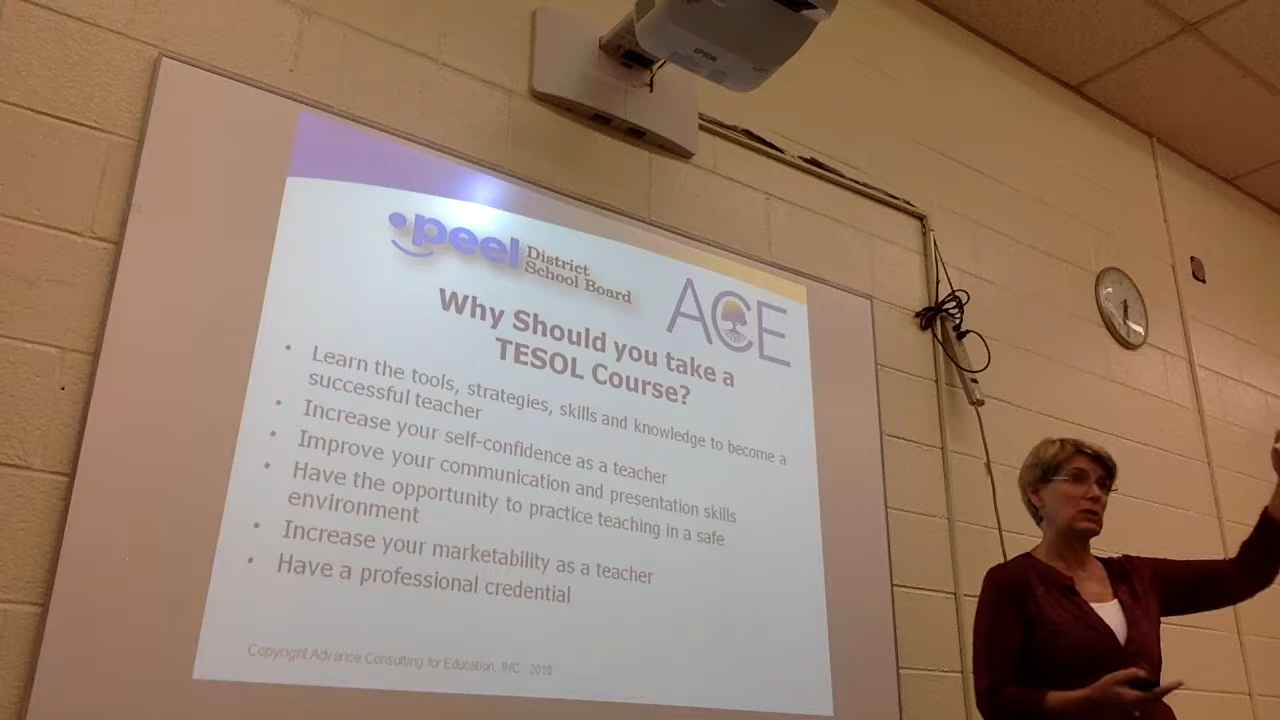 EPSON
peel District
School Board
ACE
Why Should you take a
TESOL Course?
• Learn the tools, strategies, skills and knowledge to become a
successful teacher
• Increase your self-confidence as a teacher
• Improve your communication and presentation skills
• Have the opportunity to practice teaching in a safe
environment
• Increase your marketability as a teacher
• Have a professional credential
Copyright Advance Consulting for Education, INC 2018